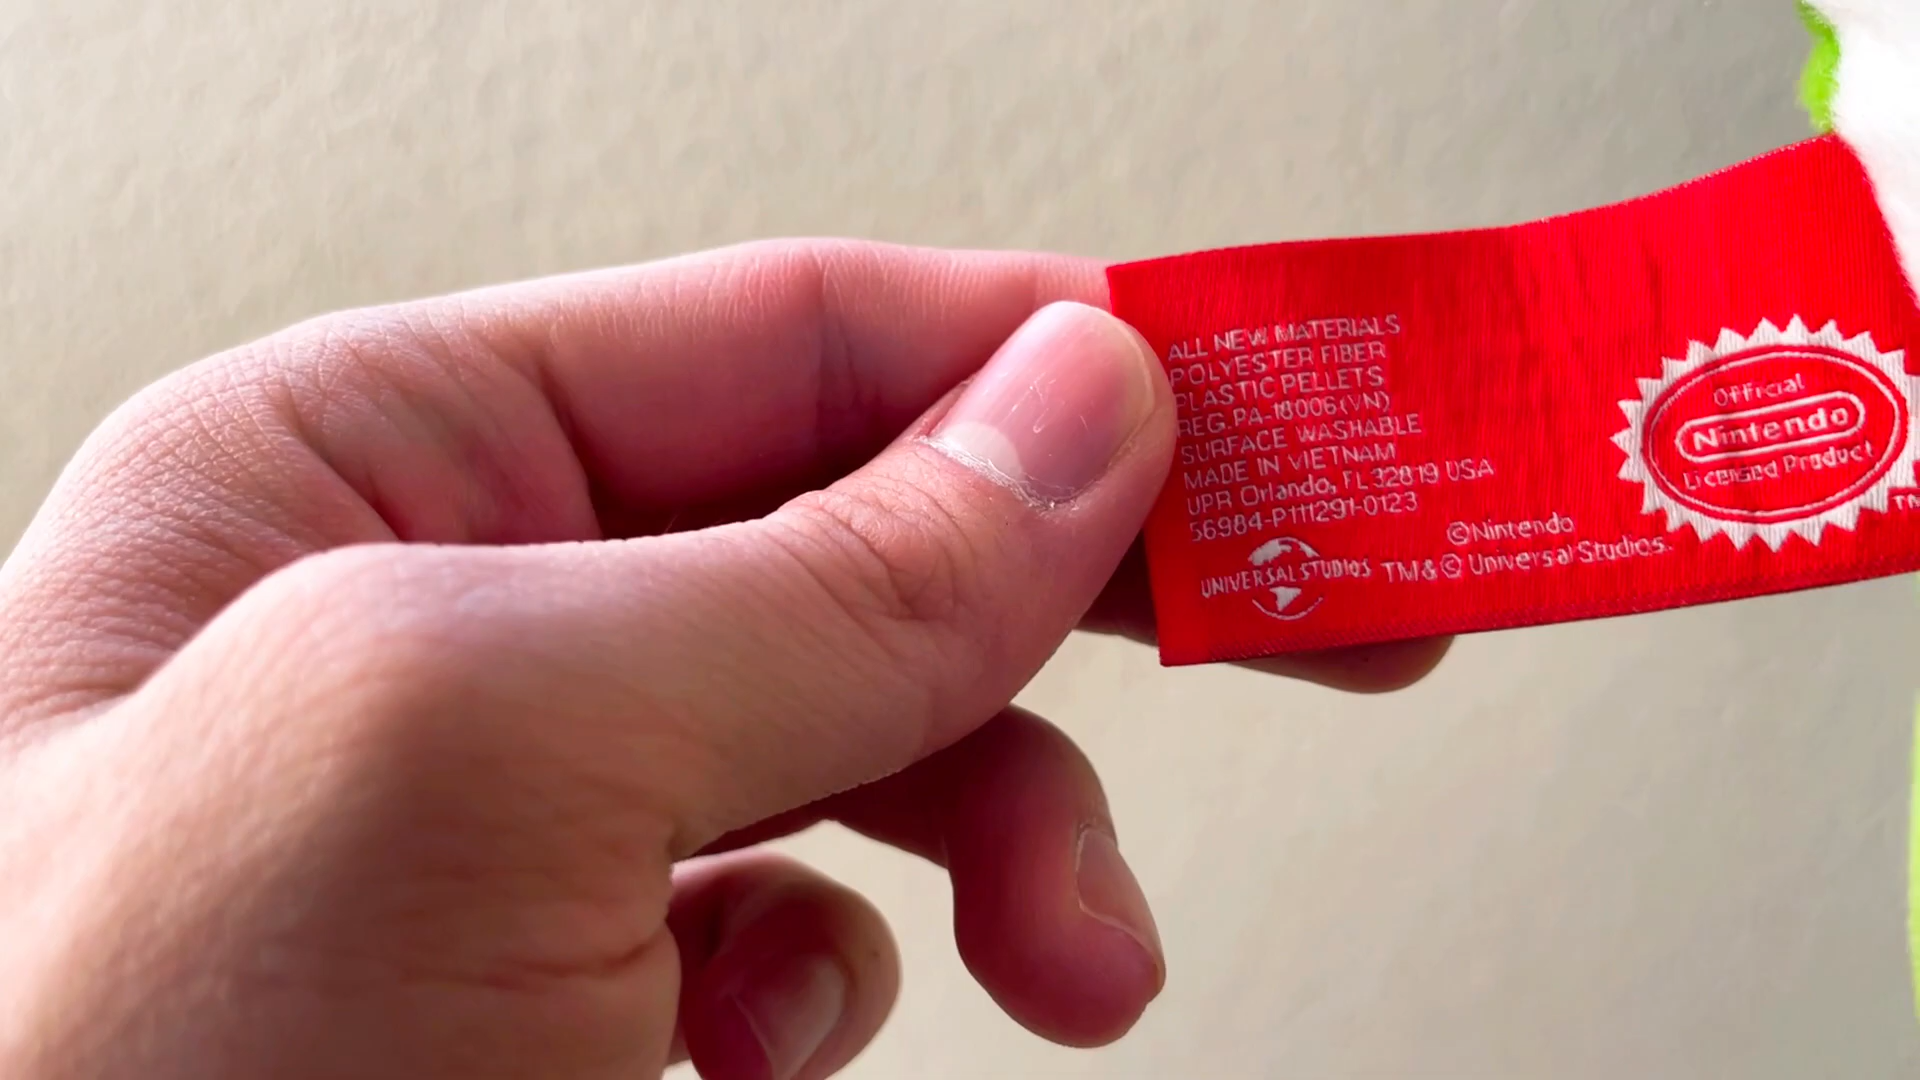 ALL NEW MATERIALS
POLYESTER FIBER
PLASTIC PELLETS
REG.PA-18006(VN)
SURFACE WASHABLE
MADE IN VIETNAM
UPR Orlando, FL 32819 USA
56984-P111291-0123
©Nintendo
UNIVERSAL STUDIOS TM&© Universal Studios.
Official
Nintendo
Licensed Product
TM